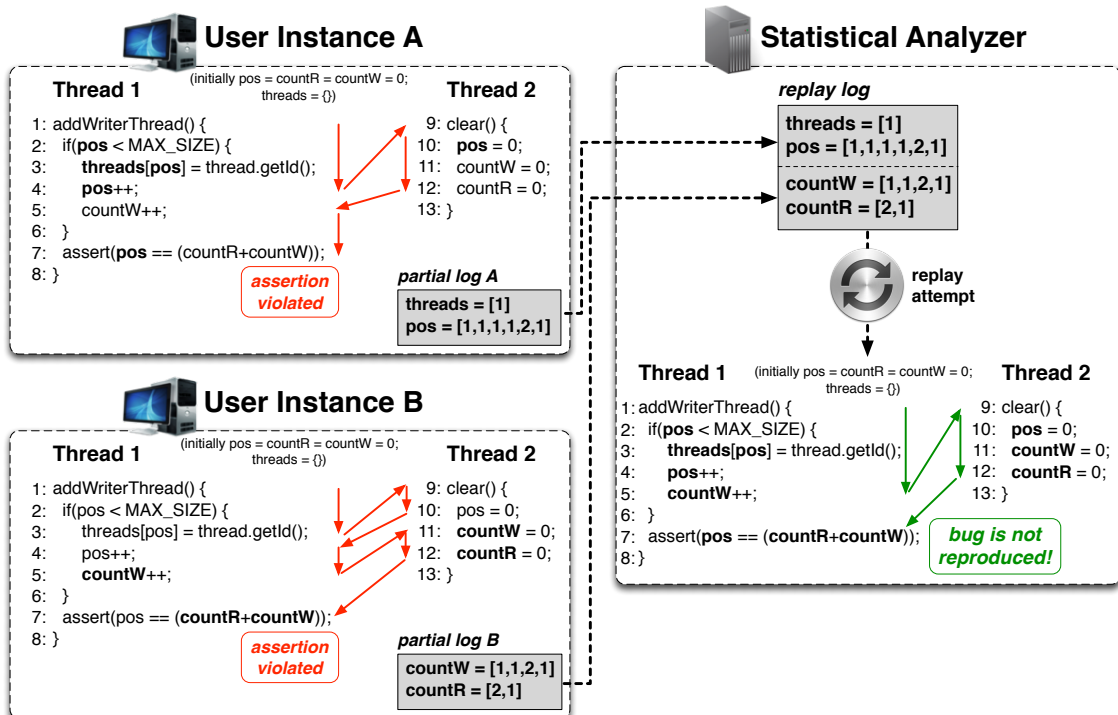 User Instance A
(initially pos = countR = countW = 0;
threads = {})
Thread 1
Thread 2
1: addWriterThread() {
2: if(pos < MAX_SIZE) {
3: threads[pos] = thread.getId();
4: pos++;
5: countW++;
6: }
7: assert(pos == (countR+countW));
8: }
9: clear() {
10: pos = 0;
11: countW = 0;
12: countR = 0;
13: }
assertion
violated
partial log A
threads = [1]
pos = [1,1,1,1,2,1]
User Instance B
(initially pos = countR = countW = 0;
threads = {})
Thread 1
Thread 2
1: addWriterThread() {
2: if(pos < MAX_SIZE) {
3: threads[pos] = thread.getId();
4: pos++;
5: countW++;
6: }
7: assert(pos == (countR+countW));
8: }
9: clear() {
10: pos = 0;
11: countW = 0;
12: countR = 0;
13: }
assertion
violated
partial log B
countW = [1,1,2,1]
countR = [2,1]
Statistical Analyzer
replay log
threads = [1]
pos = [1,1,1,1,2,1]
countW = [1,1,2,1]
countR = [2,1]
replay
attempt
Thread 1
(initially pos = countR = countW = 0;
threads = {})
Thread 2
1: addWriterThread() {
2: if(pos < MAX_SIZE) {
3: threads[pos] = thread.getId();
4: pos++;
5: countW++;
6: }
7: assert(pos == (countR+countW));
8: }
9: clear() {
10: pos = 0;
11: countW = 0;
12: countR = 0;
13: }
bug is not
reproduced!